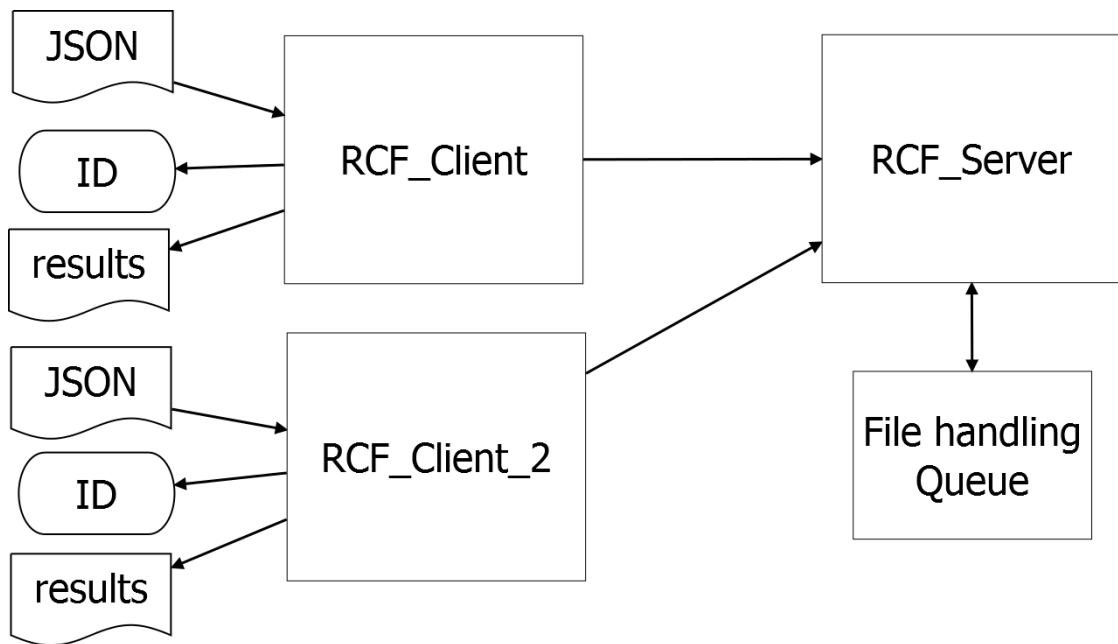 JSON
ID
results
RCF_Client
RCF_Server
JSON
ID
results
RCF_Client_2
File handling
Queue